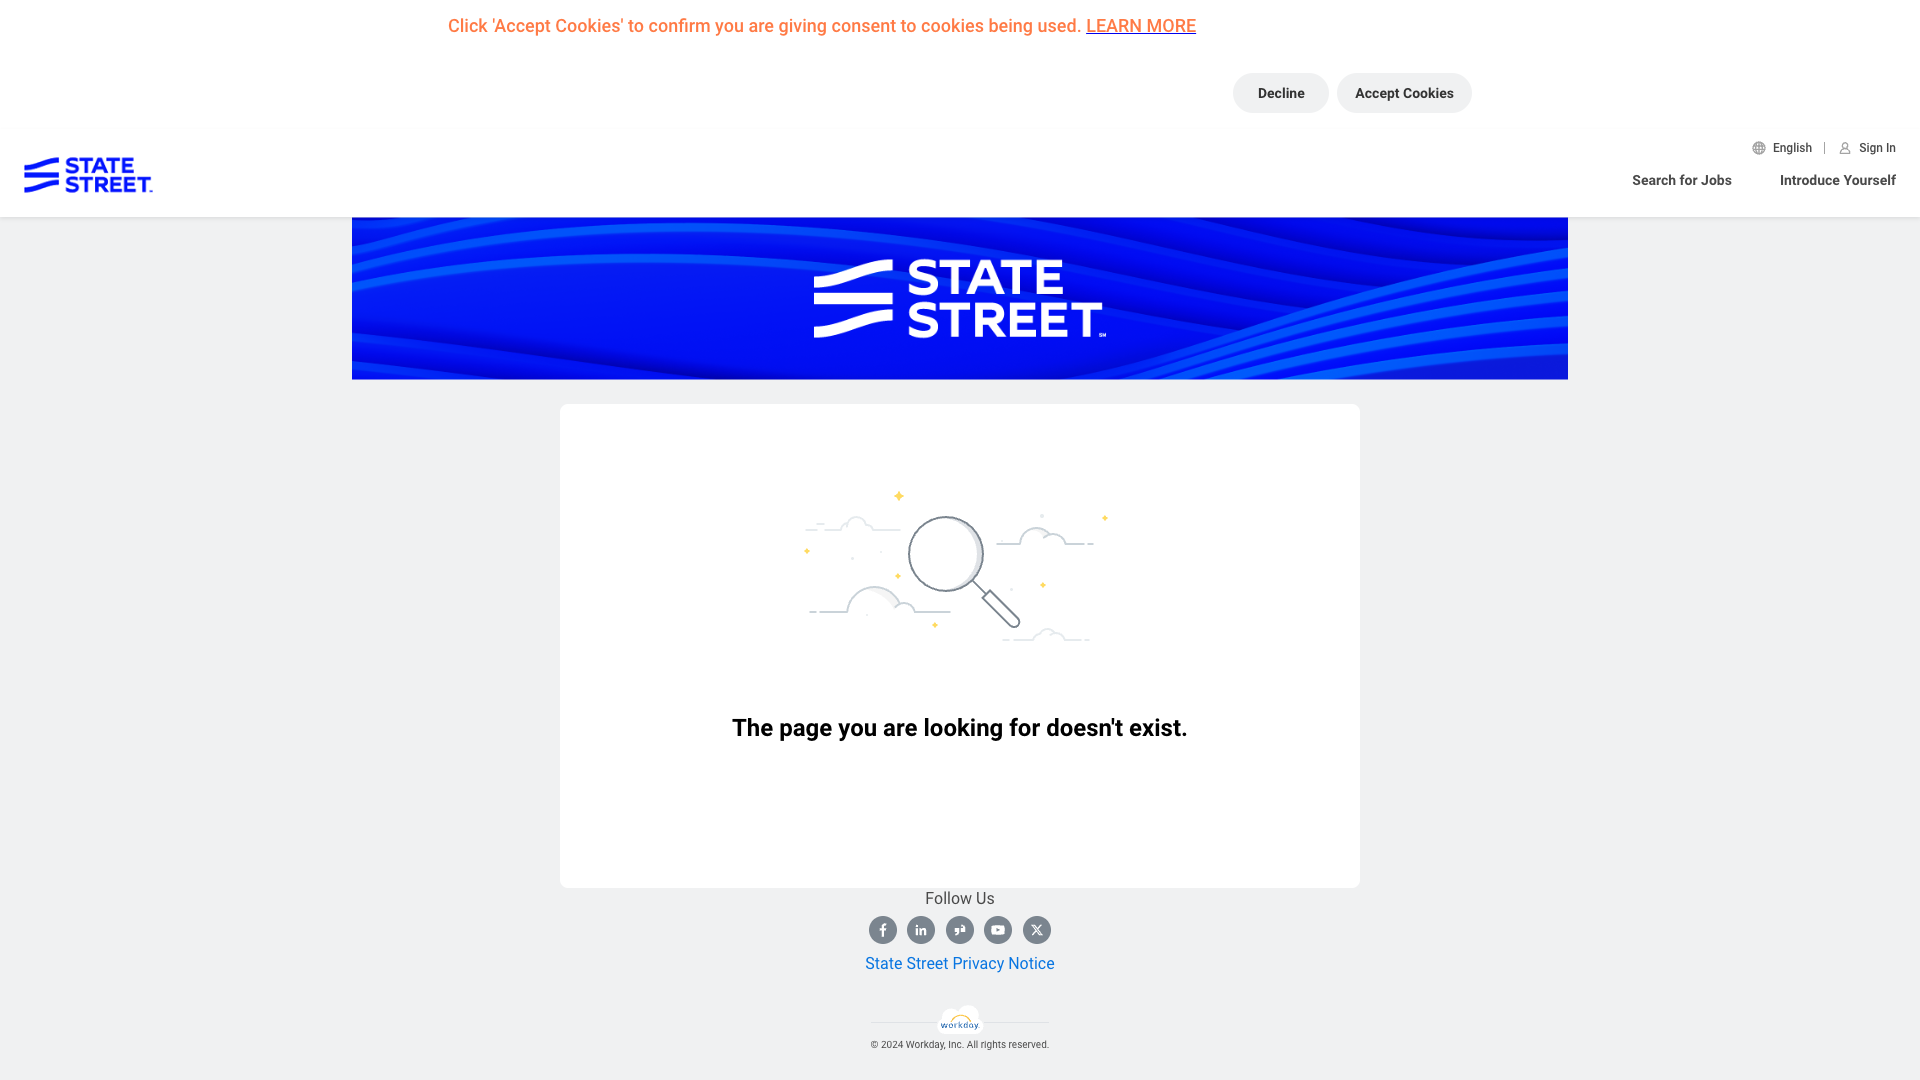 Click 'Accept Cookies' to confirm you are giving consent to cookies being used. LEARN MORE
Decline
Accept Cookies
English
Sign In
STATE
STREET.
Search for Jobs
Introduce Yourself
STATE
STREET℠
The page you are looking for doesn't exist.
Follow Us
State Street Privacy Notice
workday.
© 2024 Workday, Inc. All rights reserved.